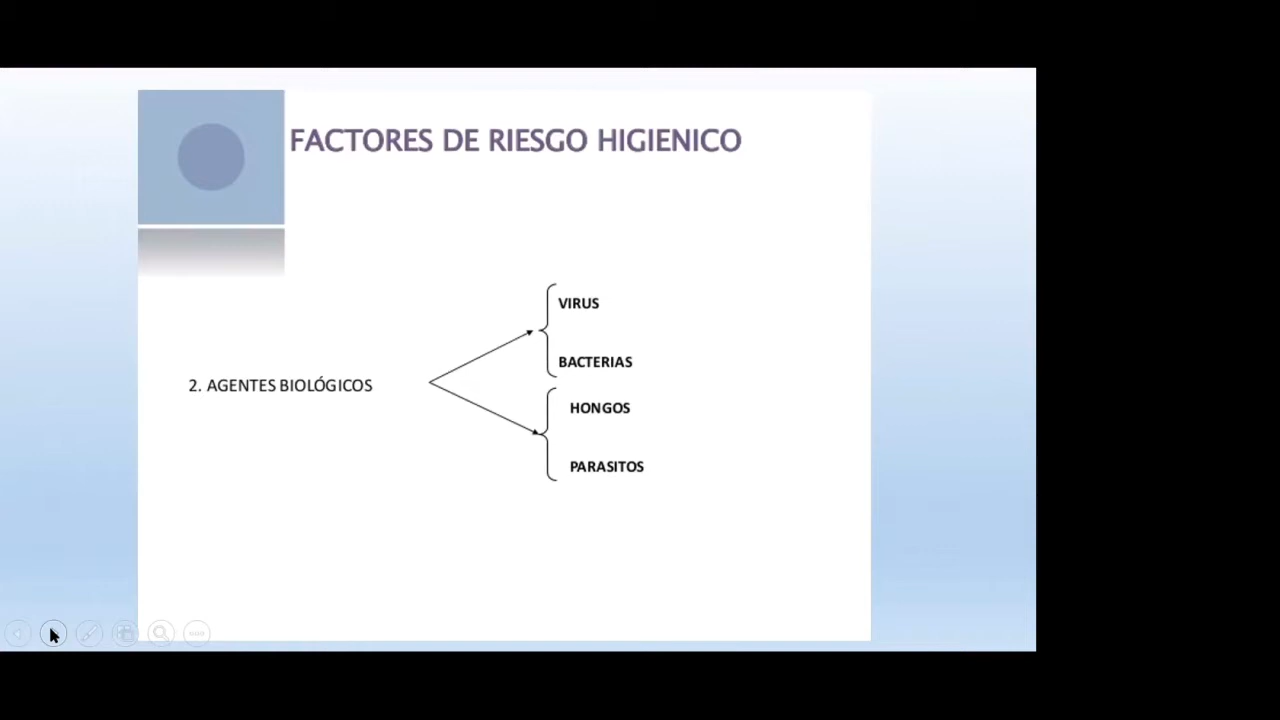 FACTORES DE RIESGO HIGIENICO
VIRUS
BACTERIAS
2. AGENTES BIOLÓGICOS
HONGOS
PARASITOS